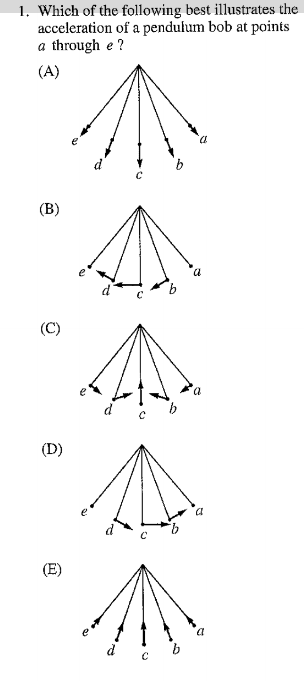 1. Which of the following best illustrates the
acceleration of a pendulum bob at points
a through e ?
(A)
e d c b a
(B)
e d c b a
(C)
e d c b a
(D)
e d c b a
(E)
e d c b a